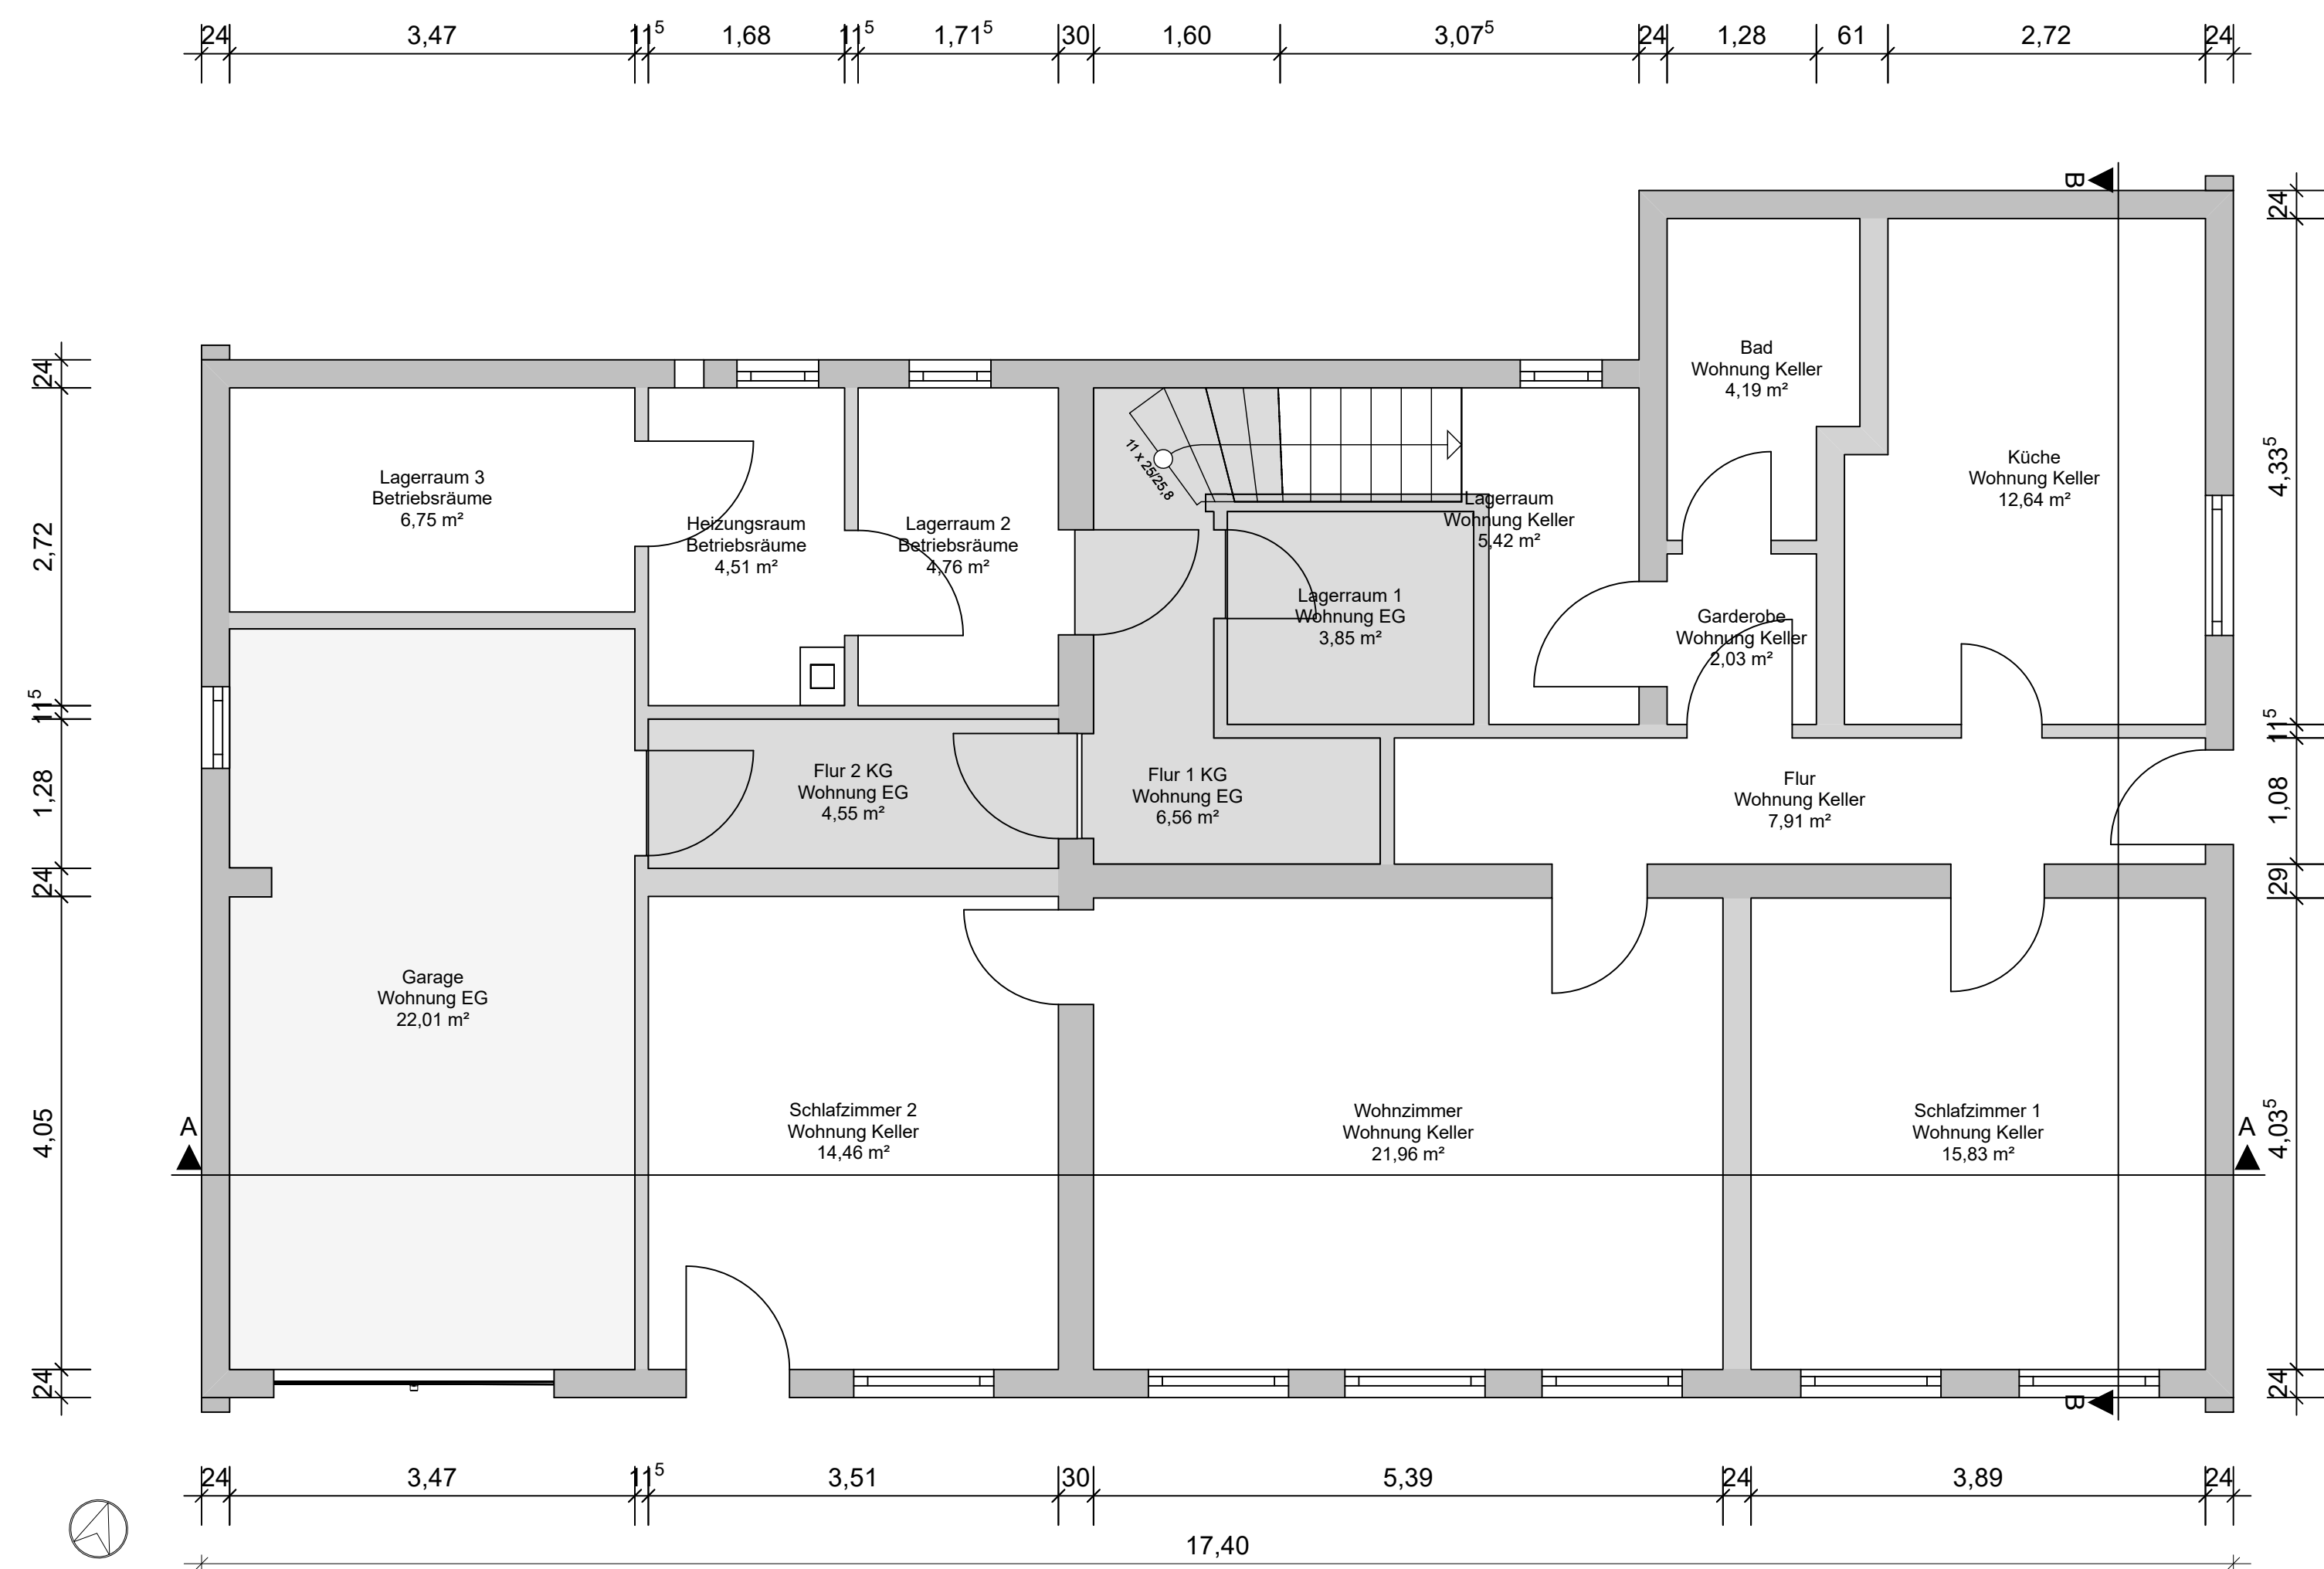 24 3,47 11⁵ 1,68 11⁵ 1,71⁵ 30 1,60 3,07⁵ 24 1,28 61 2,72 24
B
24
4,33⁵
11⁵
1,08
29
4,03⁵
24
24
2,72
11⁵
1,28
24
4,05
24
Bad
Wohnung Keller
4,19 m²
Küche
Wohnung Keller
12,64 m²
Lagerraum 3
Betriebsräume
6,75 m²
Heizungsraum
Betriebsräume
4,51 m²
Lagerraum 2
Betriebsräume
4,76 m²
11 x 25/25,8
Lagerraum
Wohnung Keller
5,42 m²
Lagerraum 1
Wohnung EG
3,85 m²
Garderobe
Wohnung Keller
2,03 m²
Flur 2 KG
Wohnung EG
4,55 m²
Flur 1 KG
Wohnung EG
6,56 m²
Flur
Wohnung Keller
7,91 m²
Garage
Wohnung EG
22,01 m²
A
Schlafzimmer 2
Wohnung Keller
14,46 m²
Wohnzimmer
Wohnung Keller
21,96 m²
Schlafzimmer 1
Wohnung Keller
15,83 m²
A
B
24 3,47 11⁵ 3,51 30 5,39 24 3,89 24
17,40